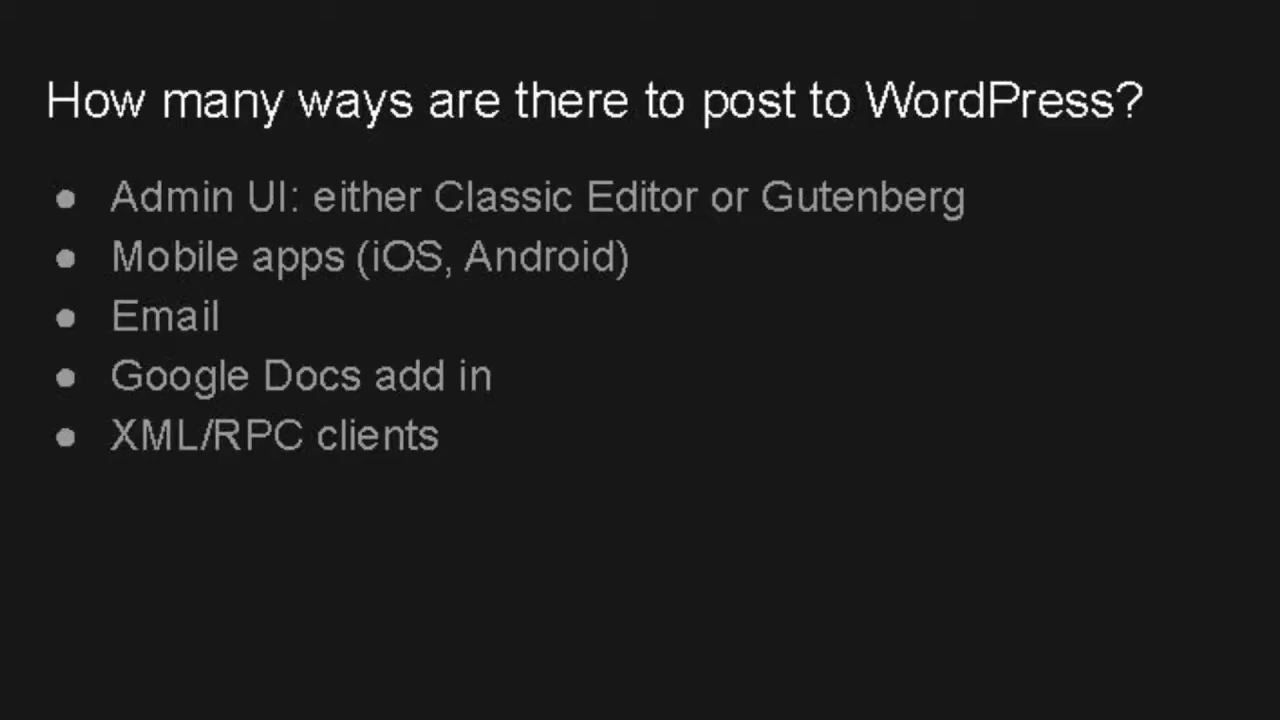 How many ways are there to post to WordPress?
● Admin UI: either Classic Editor or Gutenberg
● Mobile apps (iOS, Android)
● Email
● Google Docs add in
● XML/RPC clients